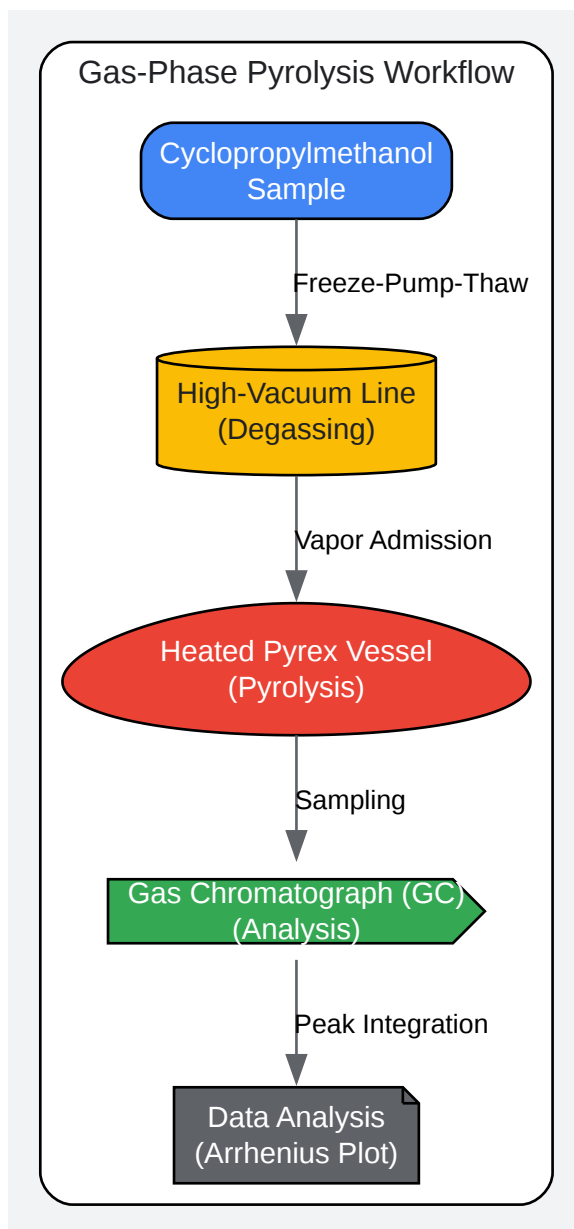 Gas-Phase Pyrolysis Workflow
Cyclopropylmethanol
Sample
Freeze-Pump-Thaw
High-Vacuum Line
(Degassing)
Vapor Admission
Heated Pyrex Vessel
(Pyrolysis)
Sampling
Gas Chromatograph (GC)
(Analysis)
Peak Integration
Data Analysis
(Arrhenius Plot)